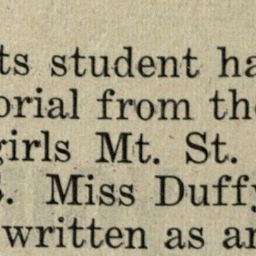 ts student ha
orial from the
girls Mt. St.
. Miss Duffy
written as an